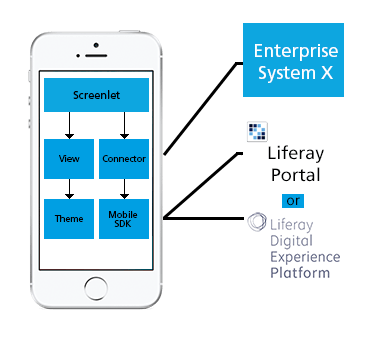 Screenlet
View
Connector
Theme
Mobile
SDK
Enterprise
System X
Liferay
Portal
or
Liferay
Digital
Experience
Platform